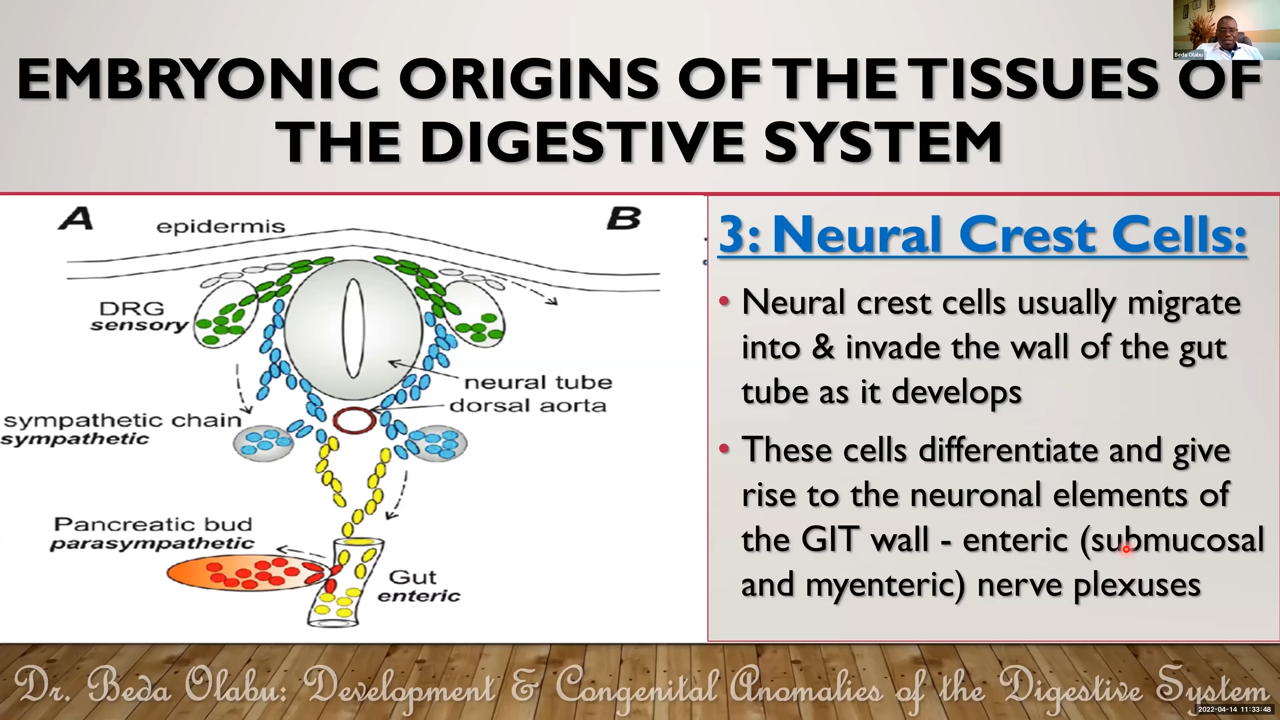 Beda Olabu
EMBRYONIC ORIGINS OF THE TISSUES OF
THE DIGESTIVE SYSTEM
A
B
epidermis
DRG
sensory
neural tube
dorsal aorta
sympathetic chain
sympathetic
Pancreatic bud
parasympathetic
Gut
enteric
3: Neural Crest Cells:
• Neural crest cells usually migrate
into & invade the wall of the gut
tube as it develops
• These cells differentiate and give
rise to the neuronal elements of
the GIT wall - enteric (submucosal
and myenteric) nerve plexuses
Dr. Beda Olabu: Development & Congenital Anomalies of the Digestive System
2022-04-14 11:33:48